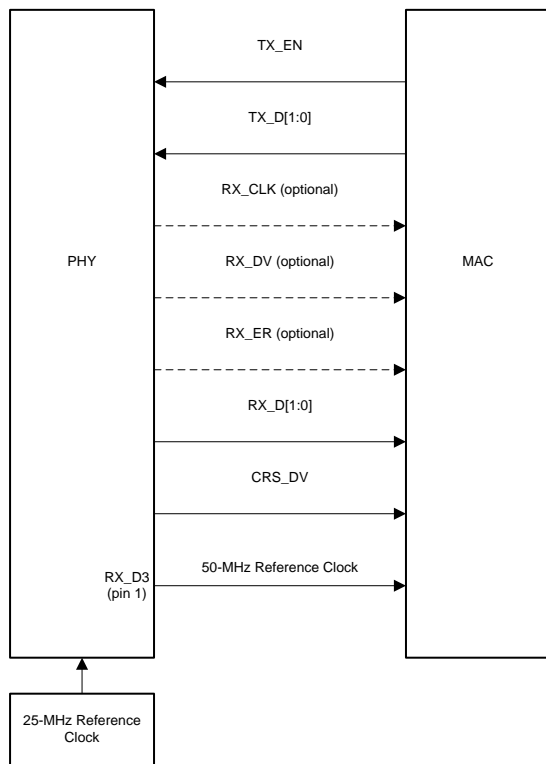 TX_EN
TX_D[1:0]
RX_CLK (optional)
PHY
RX_DV (optional)
MAC
RX_ER (optional)
RX_D[1:0]
CRS_DV
RX_D3
(pin 1)
50-MHz Reference Clock
25-MHz Reference
Clock